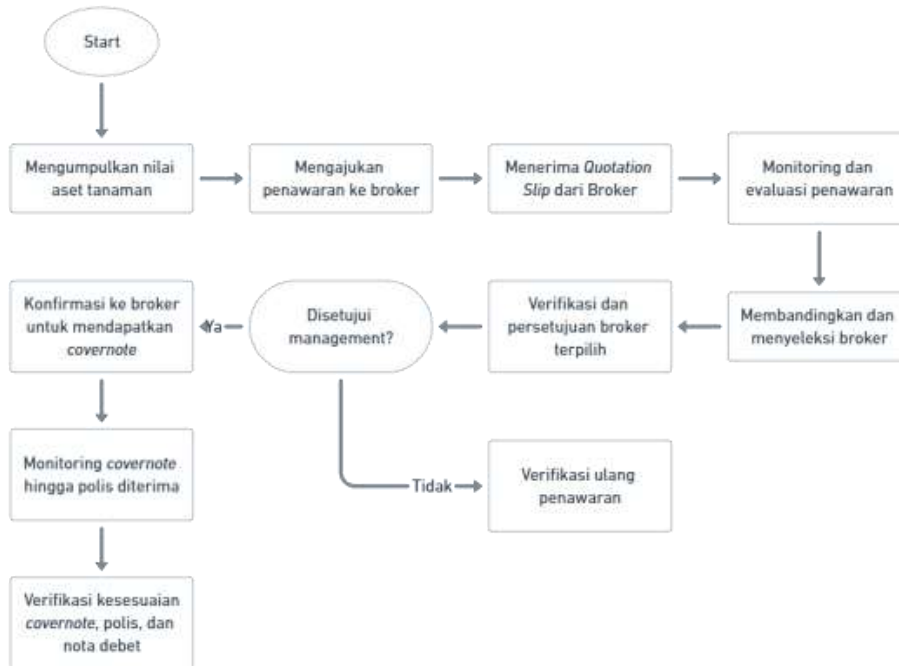 Start
Mengumpulkan nilai
aset tanaman
Mengajukan
penawaran ke broker
Menerima Quotation
Slip dari Broker
Monitoring dan
evaluasi penawaran
Konfirmasi ke broker
untuk mendapatkan
covernote
Ya
Disetujui
management?
Verifikasi dan
persetujuan broker
terpilih
Membandingkan dan
menyeleksi broker
Monitoring covernote
hingga polis diterima
Tidak
Verifikasi ulang
penawaran
Verifikasi kesesuaian
covernote, polis, dan
nota debet